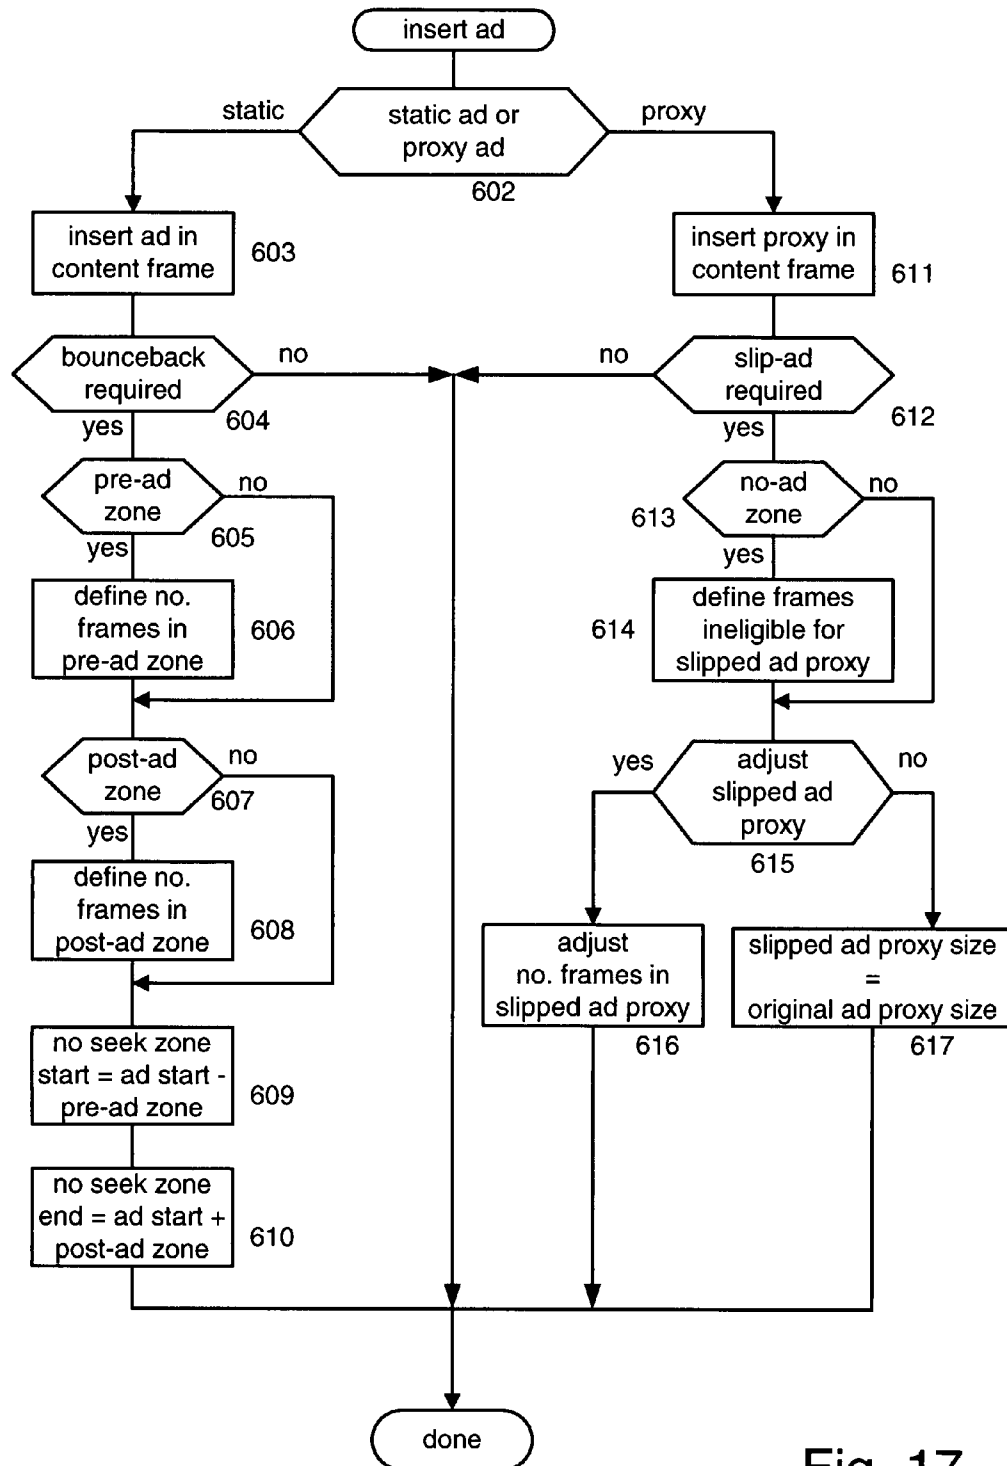 insert ad
static
static ad or
proxy ad
proxy
602
insert ad in
content frame
603
insert proxy in
content frame
611
bounceback
required
no
604
yes
no
slip-ad
required
612
yes
pre-ad
zone
no
605
yes
no-ad
zone
no
613
yes
define no.
frames in
pre-ad zone
606
614
define frames
ineligible for
slipped ad proxy
post-ad
zone
no
607
yes
yes
adjust
slipped ad
proxy
no
615
define no.
frames in
post-ad zone
608
adjust
no. frames in
slipped ad proxy
616
slipped ad proxy size
=
original ad proxy size
617
no seek zone
start = ad start -
pre-ad zone
609
no seek zone
end = ad start +
post-ad zone
610
done
Fig. 17